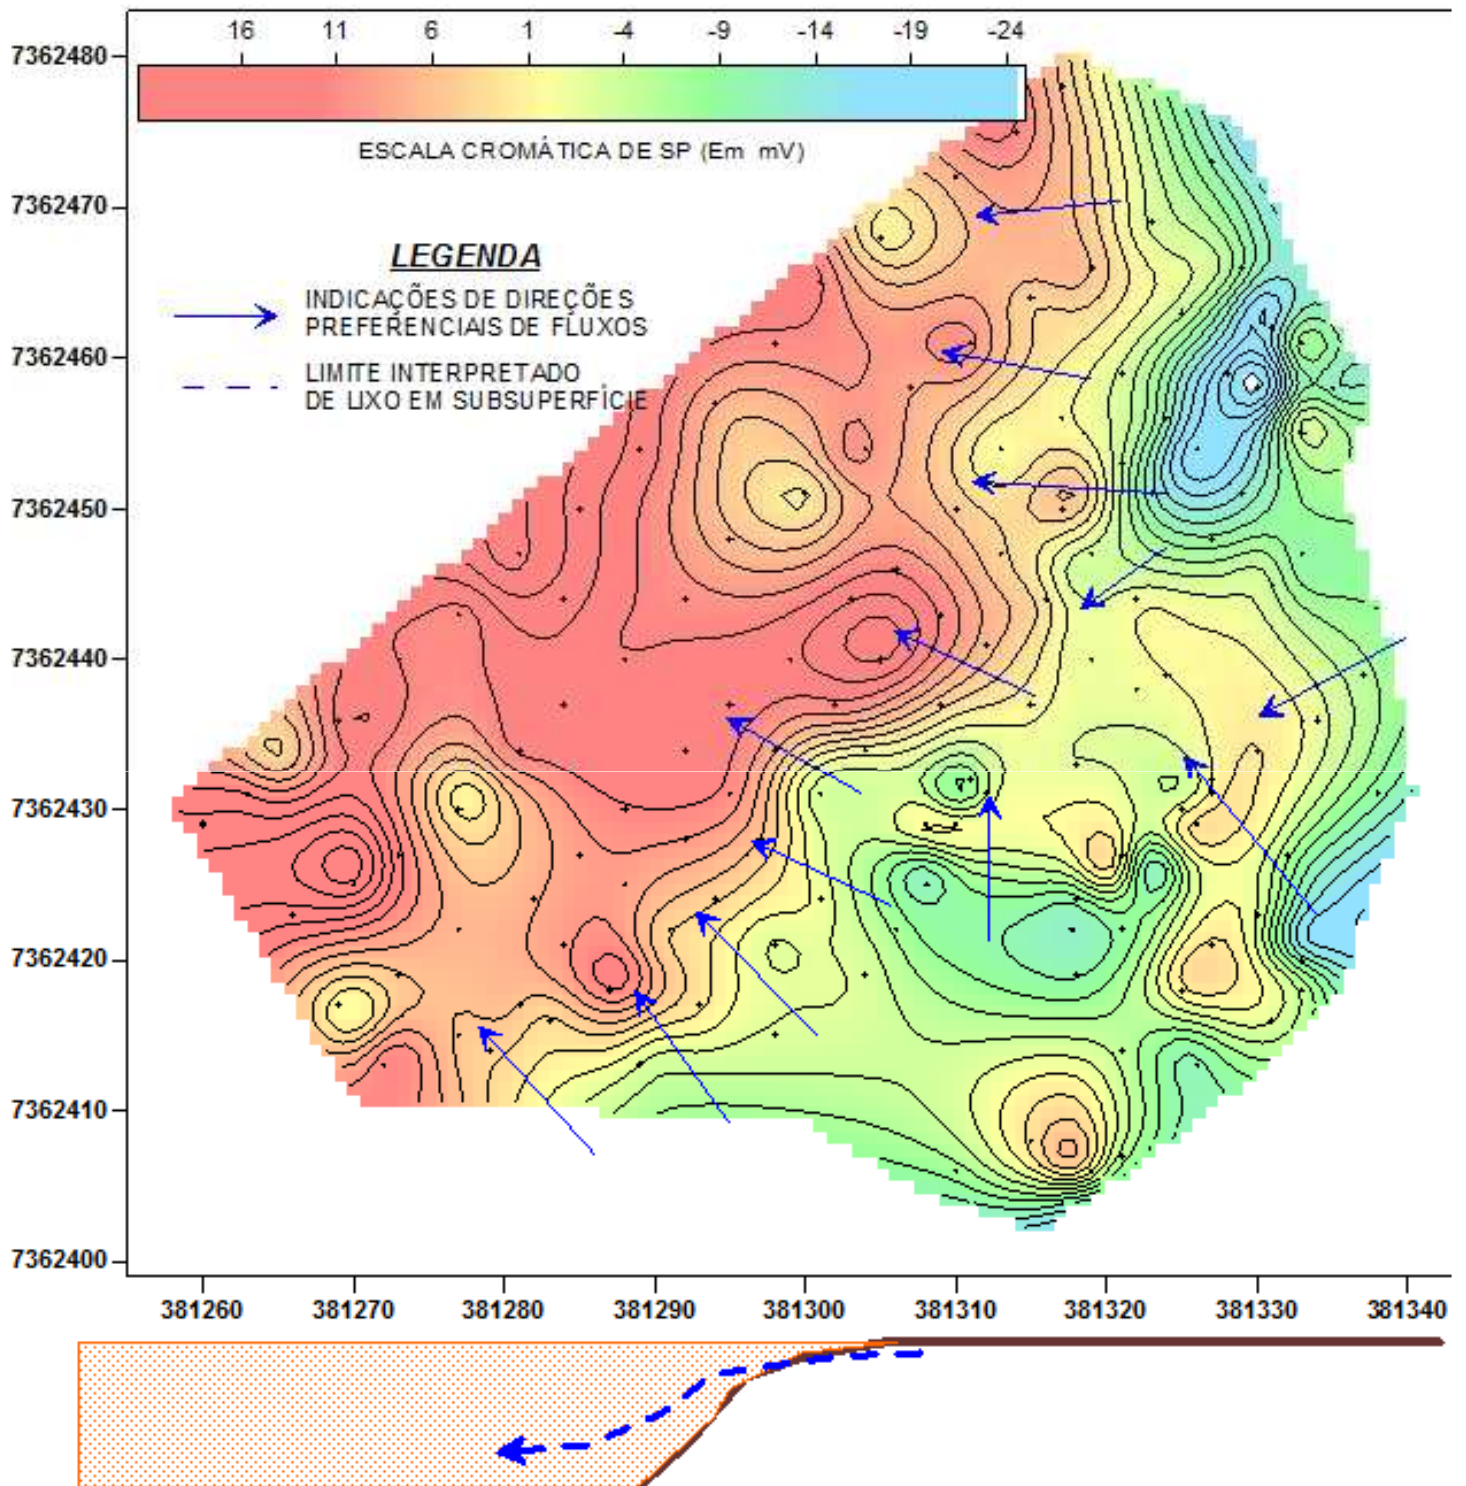 16 11 6 1 -4 -9 -14 -19 -24
ESCALA CROMÁTICA DE SP (Em mV)
LEGENDA
INDICAÇÕES DE DIREÇÕES
PREFERENCIAIS DE FLUXOS
LIMITE INTERPRETADO
DE LIXO EM SUBSUPERFÍCIE
7362480
7362470
7362460
7362450
7362440
7362430
7362420
7362410
7362400
381260 381270 381280 381290 381300 381310 381320 381330 381340